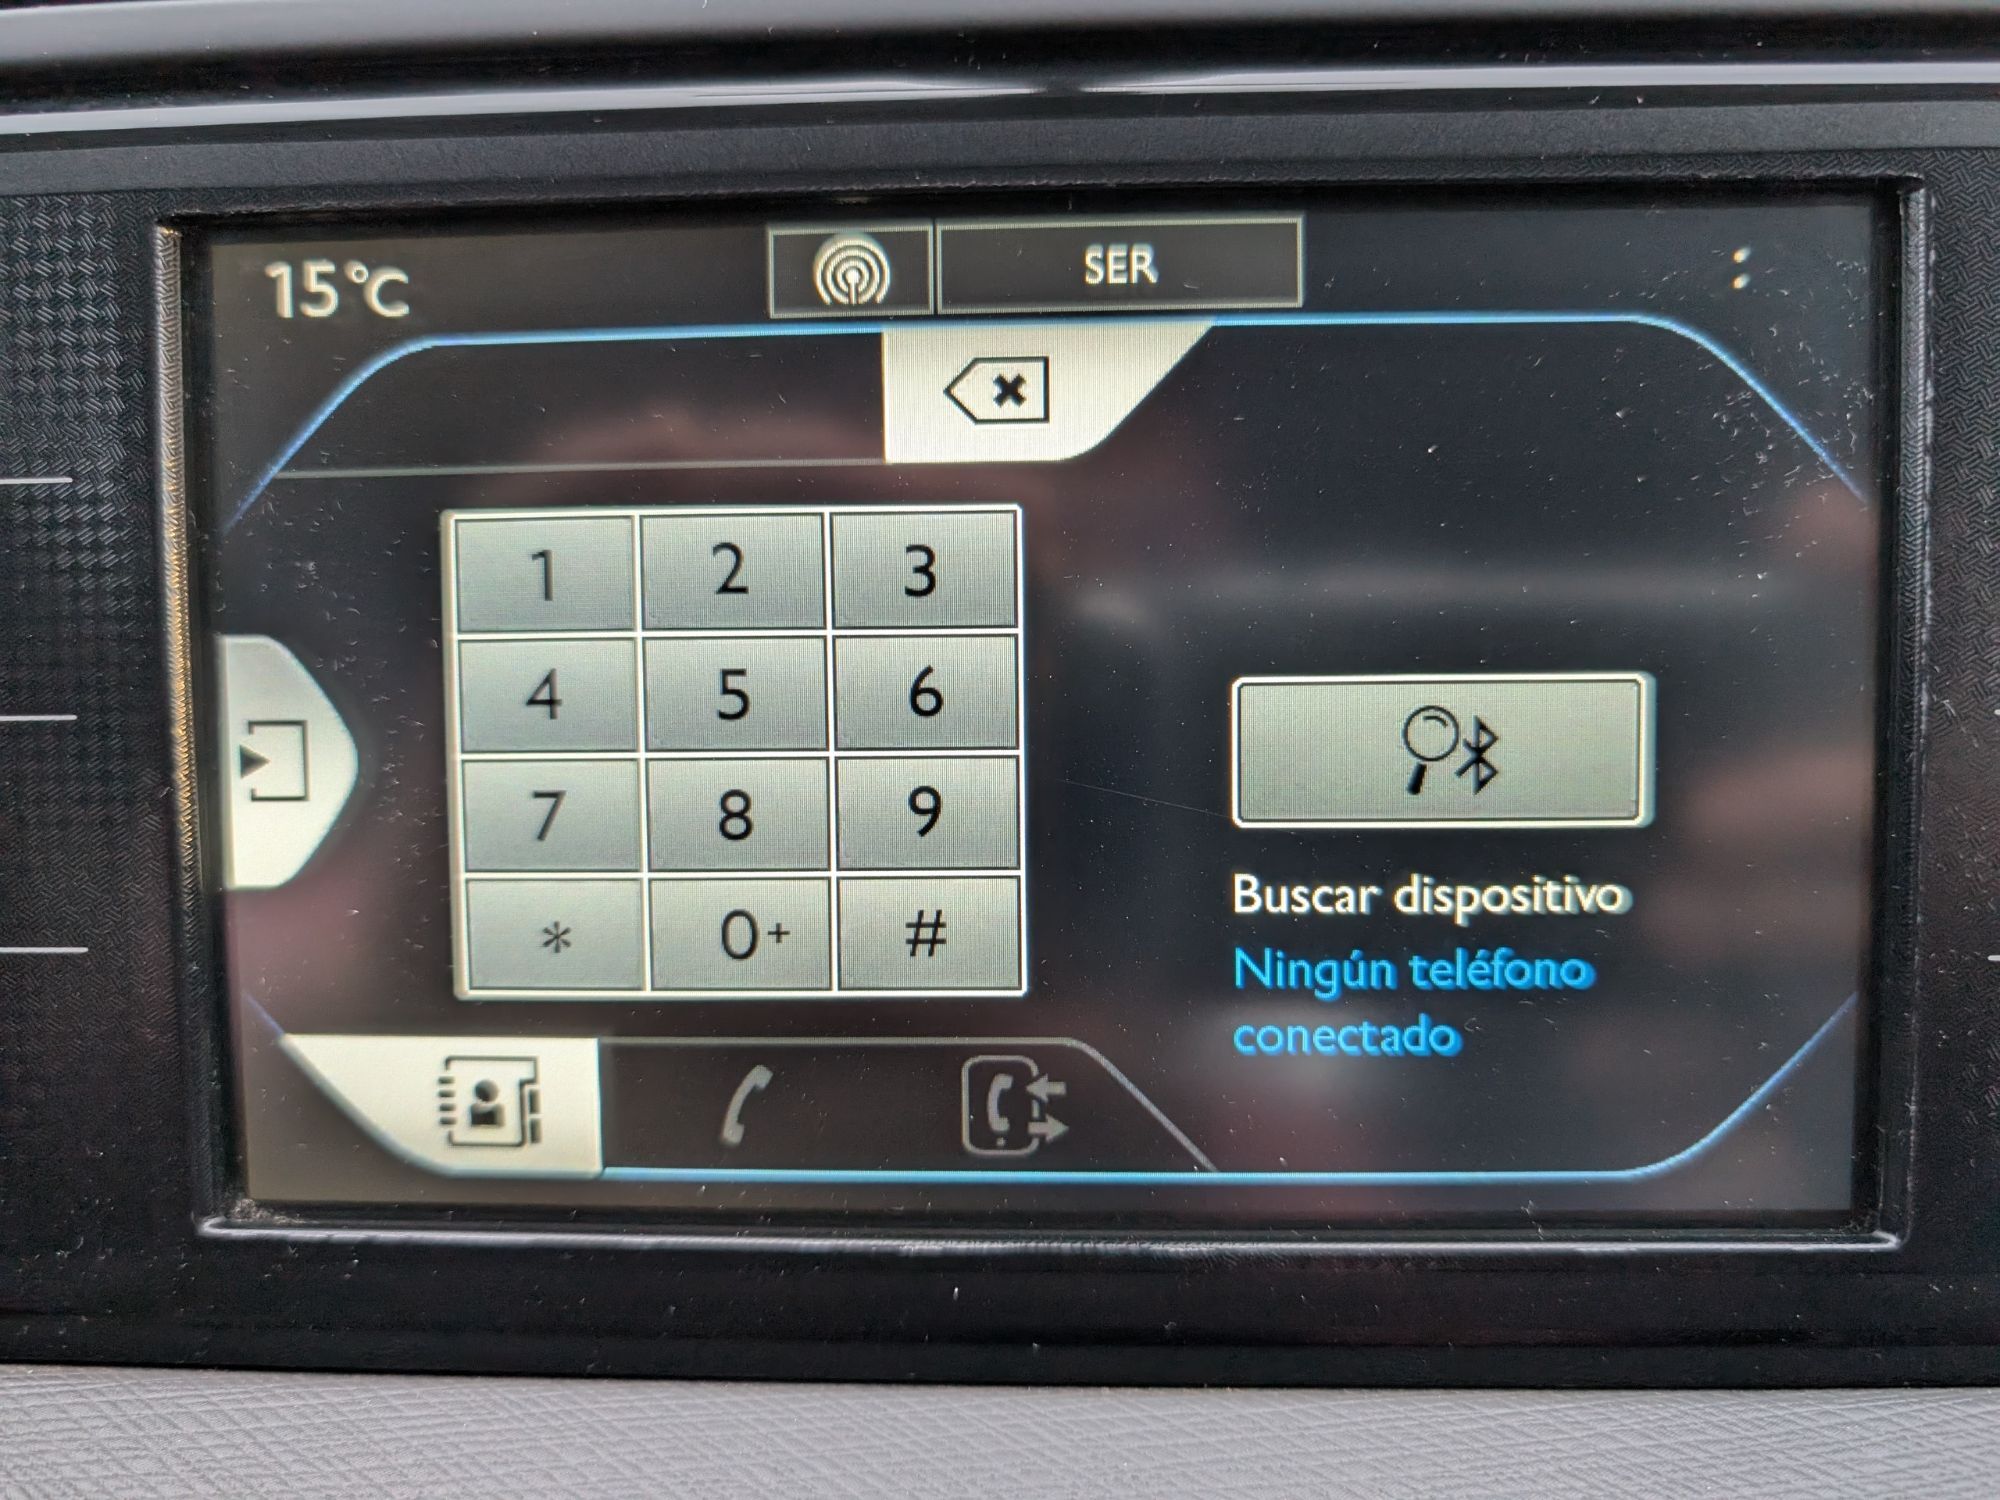 15°C
SER
:
1 2 3
4 5 6
7 8 9
* 0+ #
Buscar dispositivo
Ningún teléfono
conectado